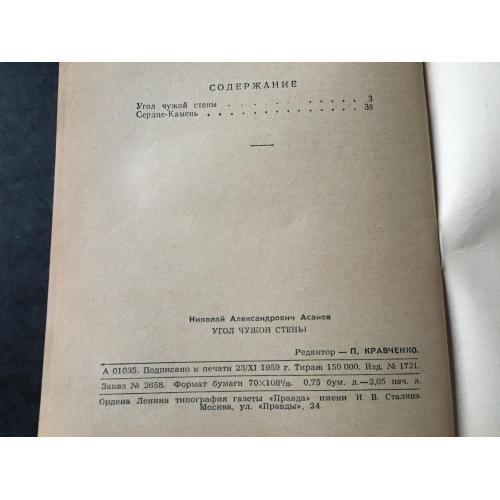 СОДЕРЖАНИЕ
Угол чужой стены . . . . . . . . . 3
Сердце-Камень . . . . . . . . . . . 38
Николай Александрович Асанов
УГОЛ ЧУЖОЙ СТЕНЫ
Редактор — П. КРАВЧЕНКО.
А 01035. Подписано к печати 23/XI 1959 г. Тираж 150 000. Изд. № 1721.
Заказ № 2658. Формат бумаги 70×108¹/₃₂. 0,75 бум. л.—2,05 печ. л.
Ордена Ленина типография газеты «Правда» имени И. В. Сталина.
Москва, ул. «Правды», 24.